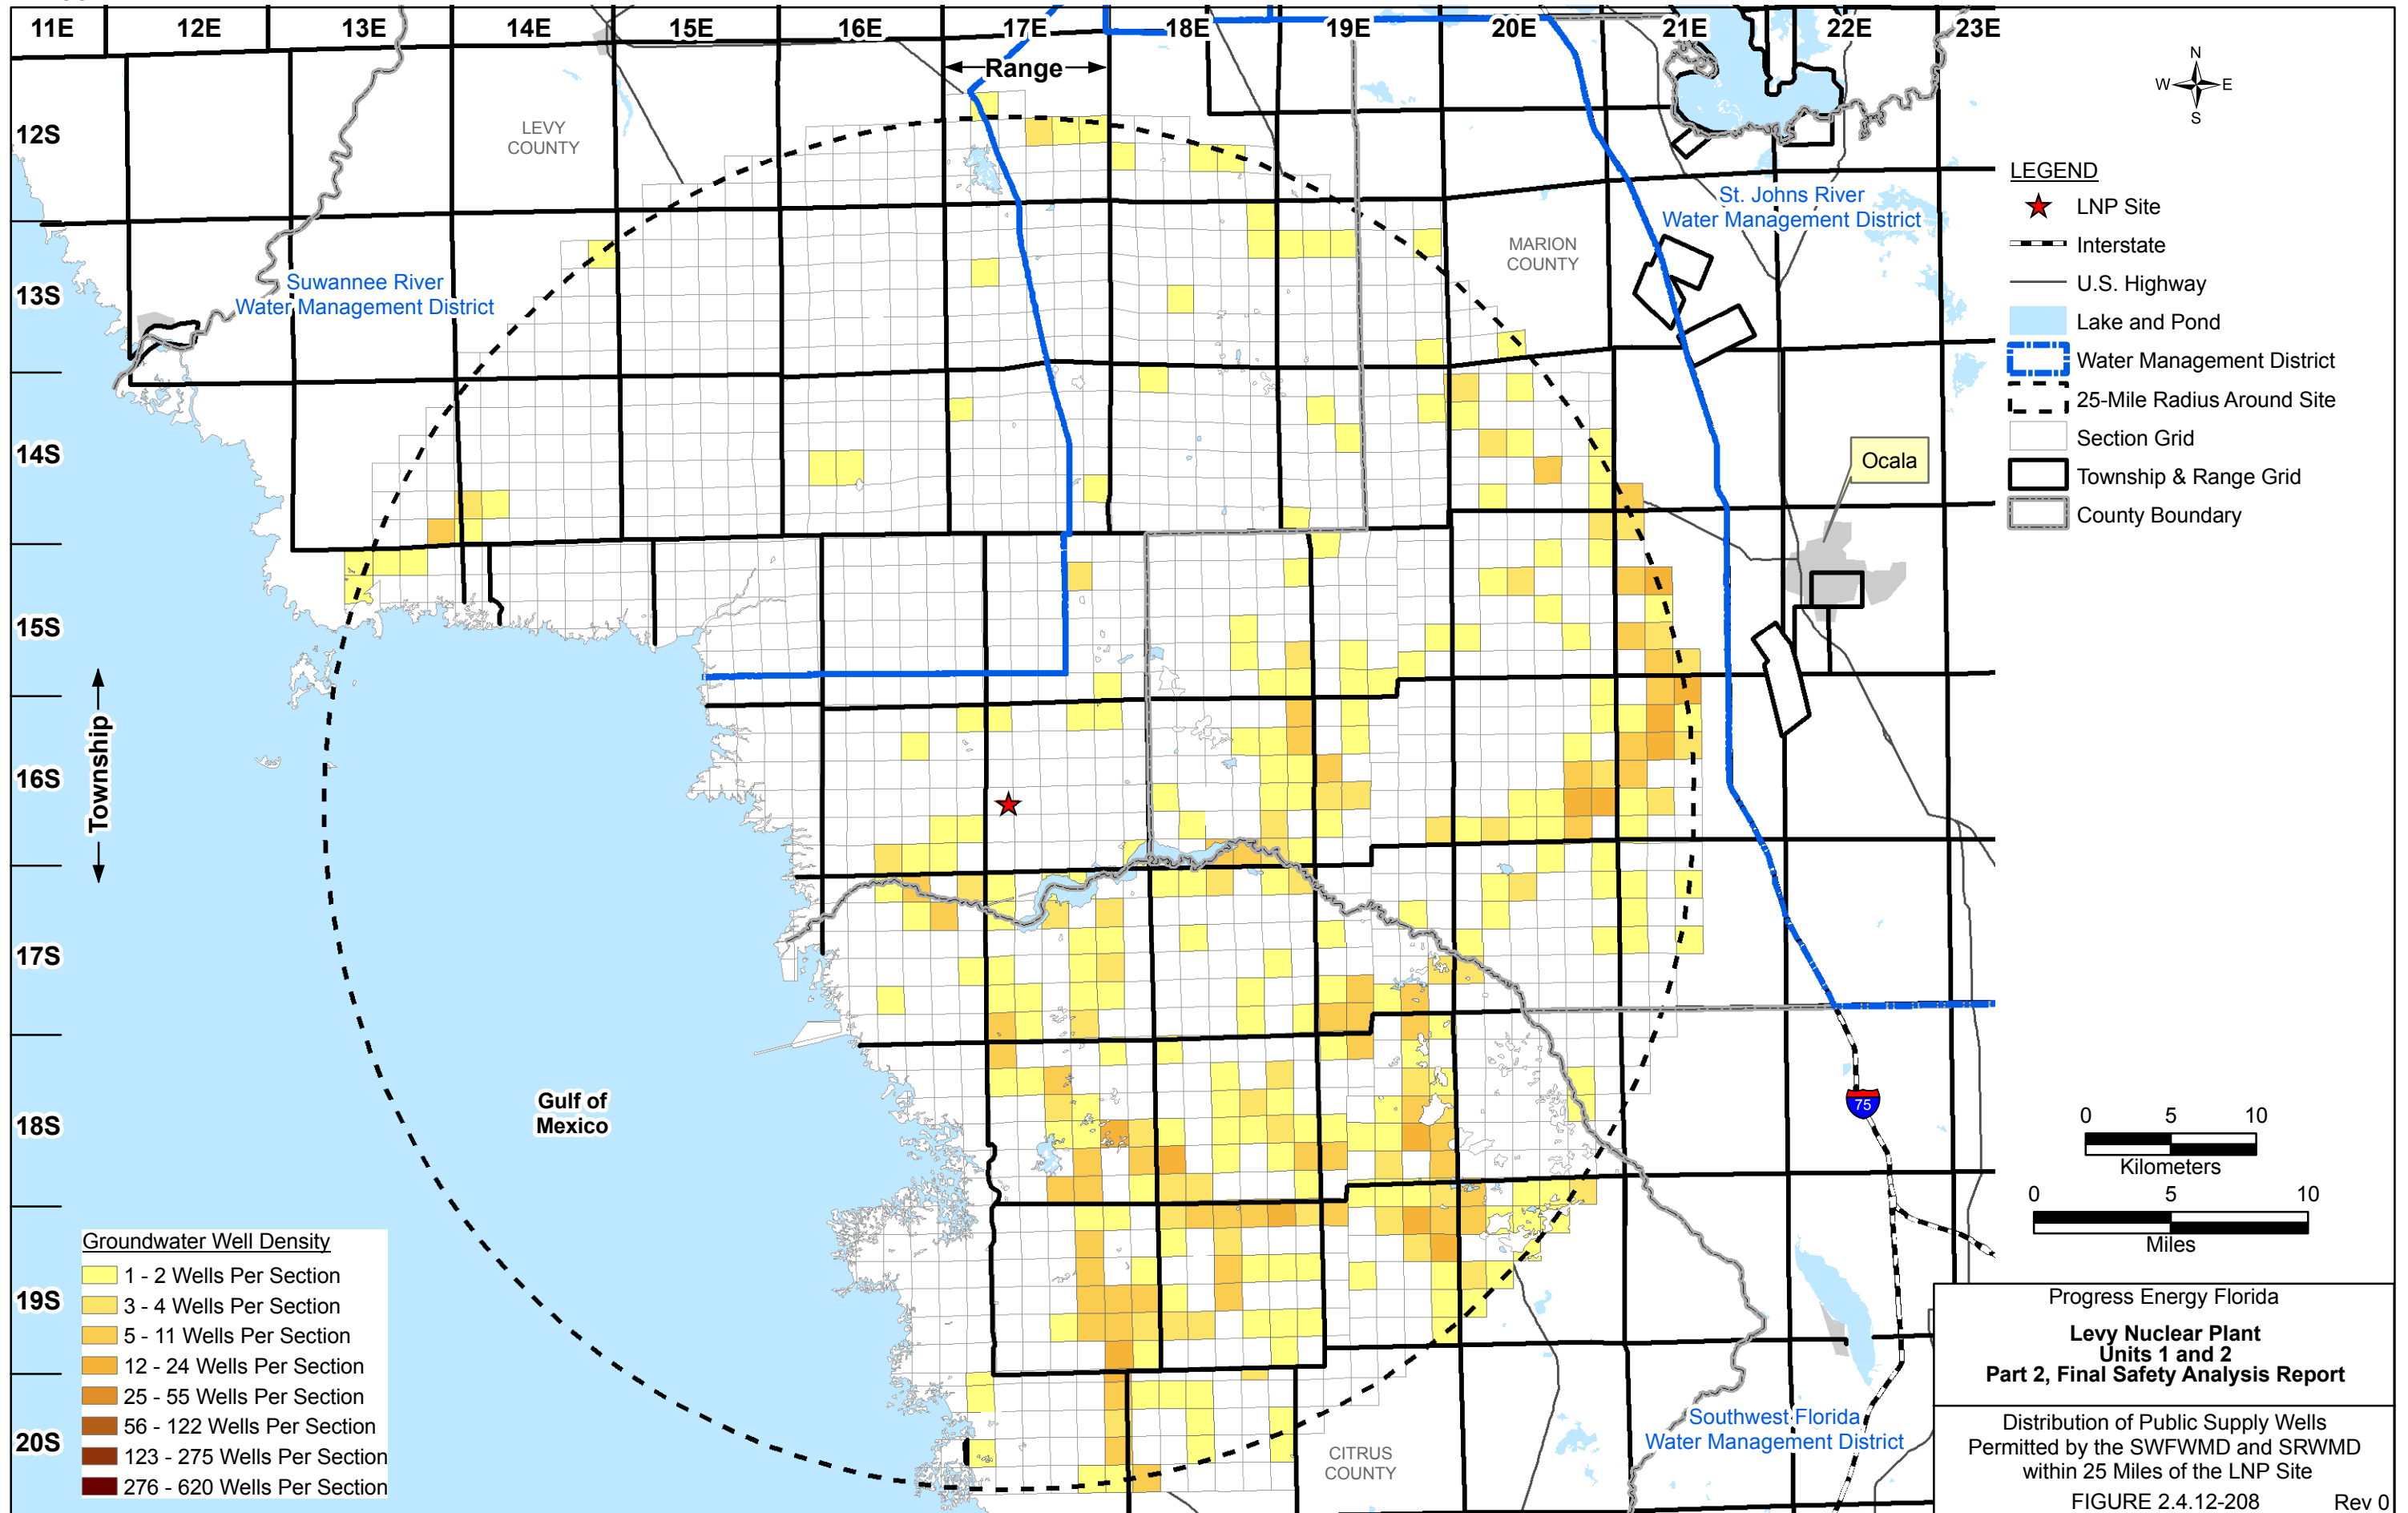 11E
12E
13E
14E
15E
16E
17E
18E
19E
20E
21E
22E
23E
Range
N
W
E
S
12S
LEVY
COUNTY
LEGEND
LNP Site
Interstate
U.S. Highway
Lake and Pond
Water Management District
25-Mile Radius Around Site
Section Grid
Township & Range Grid
County Boundary
St. Johns River
Water Management District
MARION
COUNTY
13S
Suwannee River
Water Management District
14S
Ocala
15S
Township
16S
17S
Gulf of
Mexico
18S
75
0 5 10
Kilometers
0 5 10
Miles
Groundwater Well Density
1 - 2 Wells Per Section
3 - 4 Wells Per Section
5 - 11 Wells Per Section
12 - 24 Wells Per Section
25 - 55 Wells Per Section
56 - 122 Wells Per Section
123 - 275 Wells Per Section
276 - 620 Wells Per Section
19S
20S
CITRUS
COUNTY
Southwest Florida
Water Management District
Progress Energy Florida
Levy Nuclear Plant
Units 1 and 2
Part 2, Final Safety Analysis Report
Distribution of Public Supply Wells
Permitted by the SWFWMD and SRWMD
within 25 Miles of the LNP Site
FIGURE 2.4.12-208 Rev 0